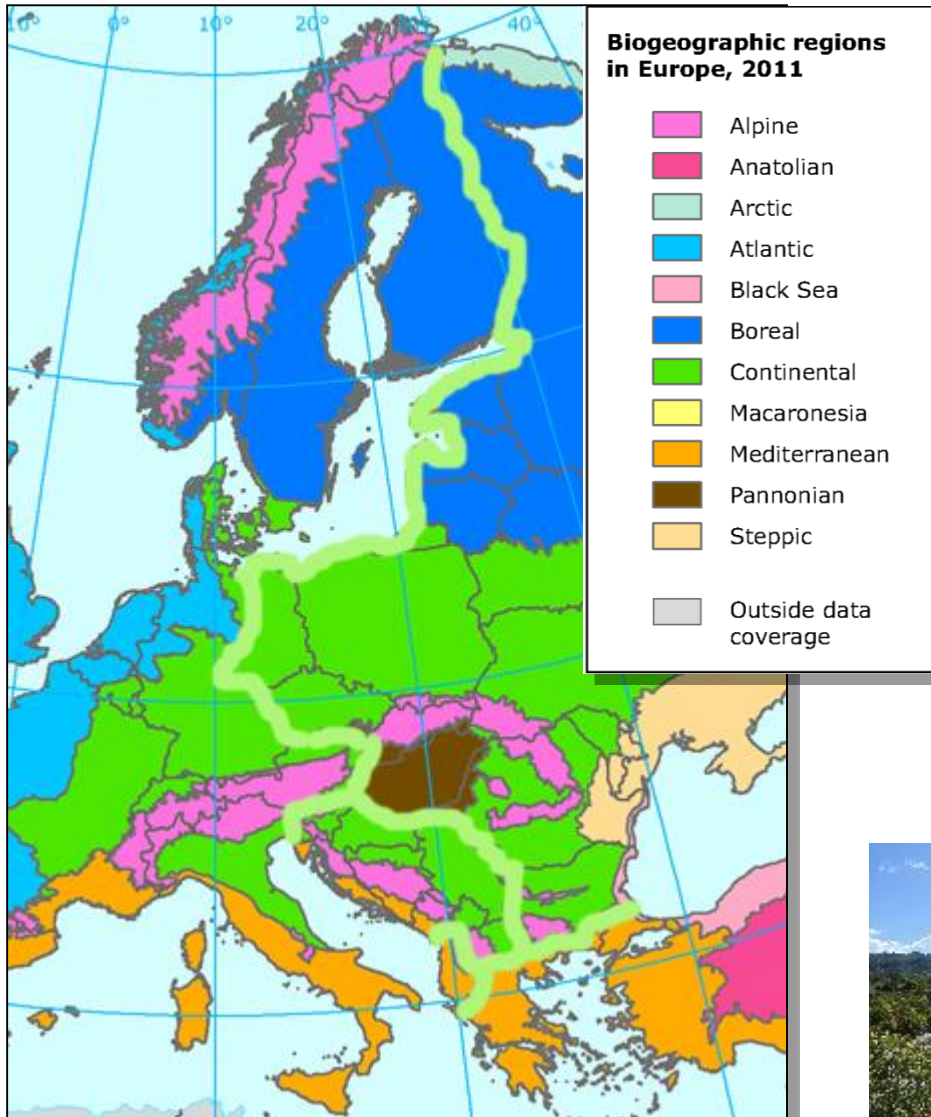 10°
0°
10°
20°
30°
40°
Biogeographic regions
in Europe, 2011
Alpine
Anatolian
Arctic
Atlantic
Black Sea
Boreal
Continental
Macaronesia
Mediterranean
Pannonian
Steppic
Outside data
coverage